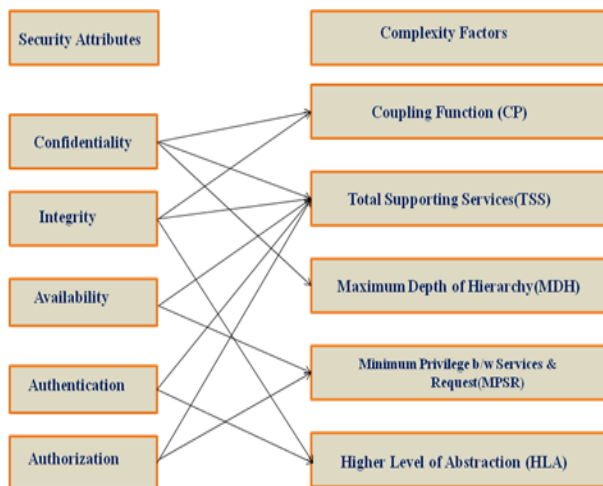 Security Attributes
Complexity Factors
Confidentiality
Coupling Function (CP)
Integrity
Total Supporting Services(TSS)
Availability
Maximum Depth of Hierarchy(MDH)
Authentication
Minimum Privilege b/w Services &
Request(MPSR)
Authorization
Higher Level of Abstraction (HLA)